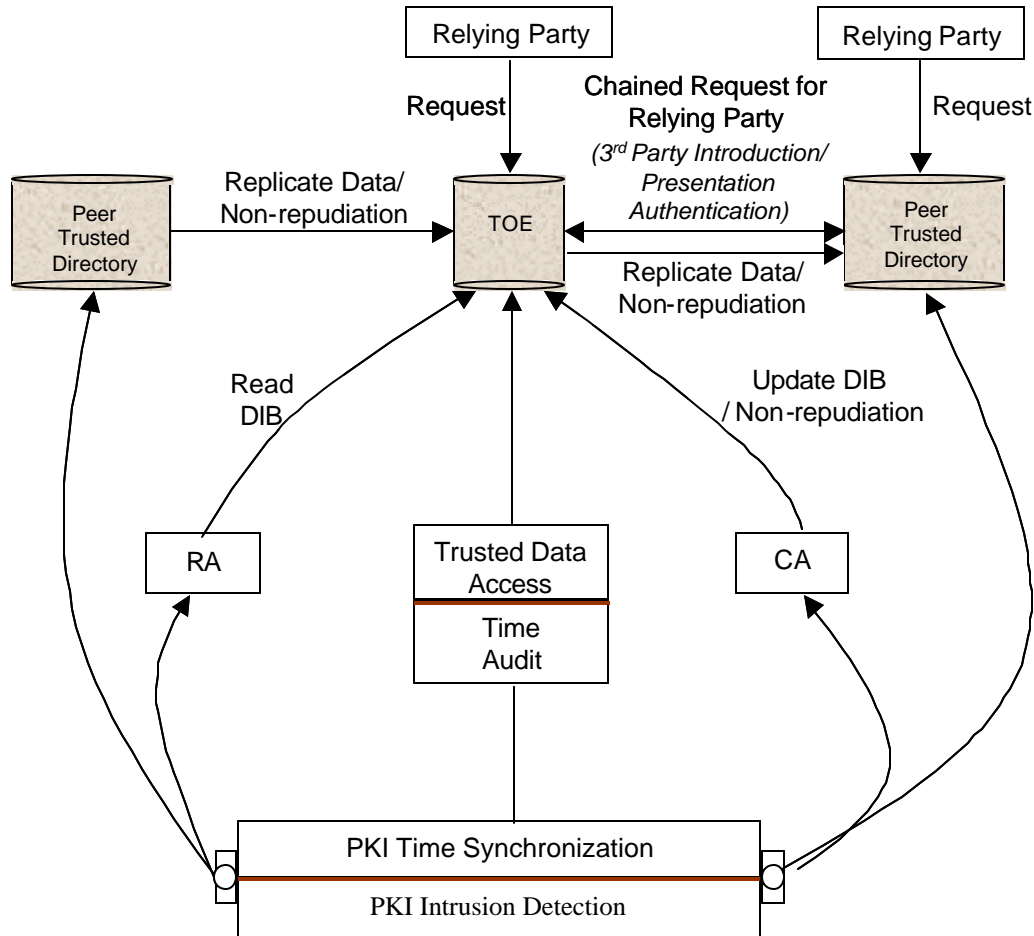 Relying Party
Relying Party
Request
Chained Request for
Relying Party
(3rd Party Introduction/
Presentation
Authentication)
Request
Replicate Data/
Non-repudiation
Peer
Trusted
Directory
TOE
Peer
Trusted
Directory
Replicate Data/
Non-repudiation
Read
DIB
Update DIB
/ Non-repudiation
RA
Trusted Data
Access
Time
Audit
CA
PKI Time Synchronization
PKI Intrusion Detection